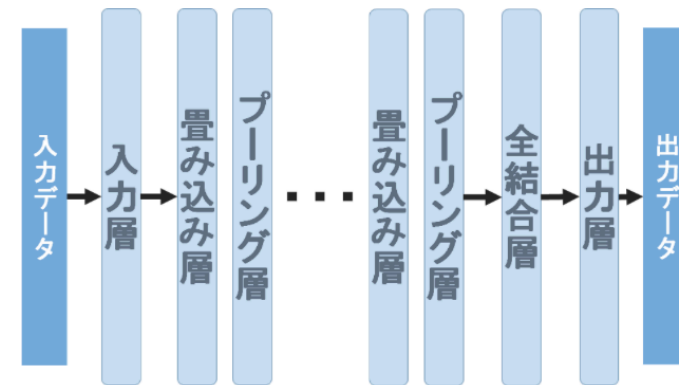 入力データ
入力層
畳み込み層
プーリング層
畳み込み層
プーリング層
全結合層
出力層
出力データ